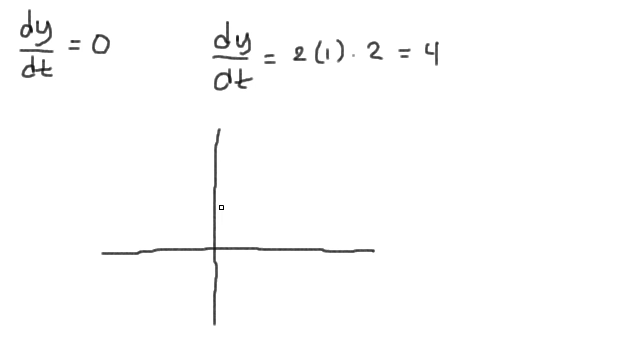 dy/dt = 0
dy/dt = 2(1) · 2 = 4